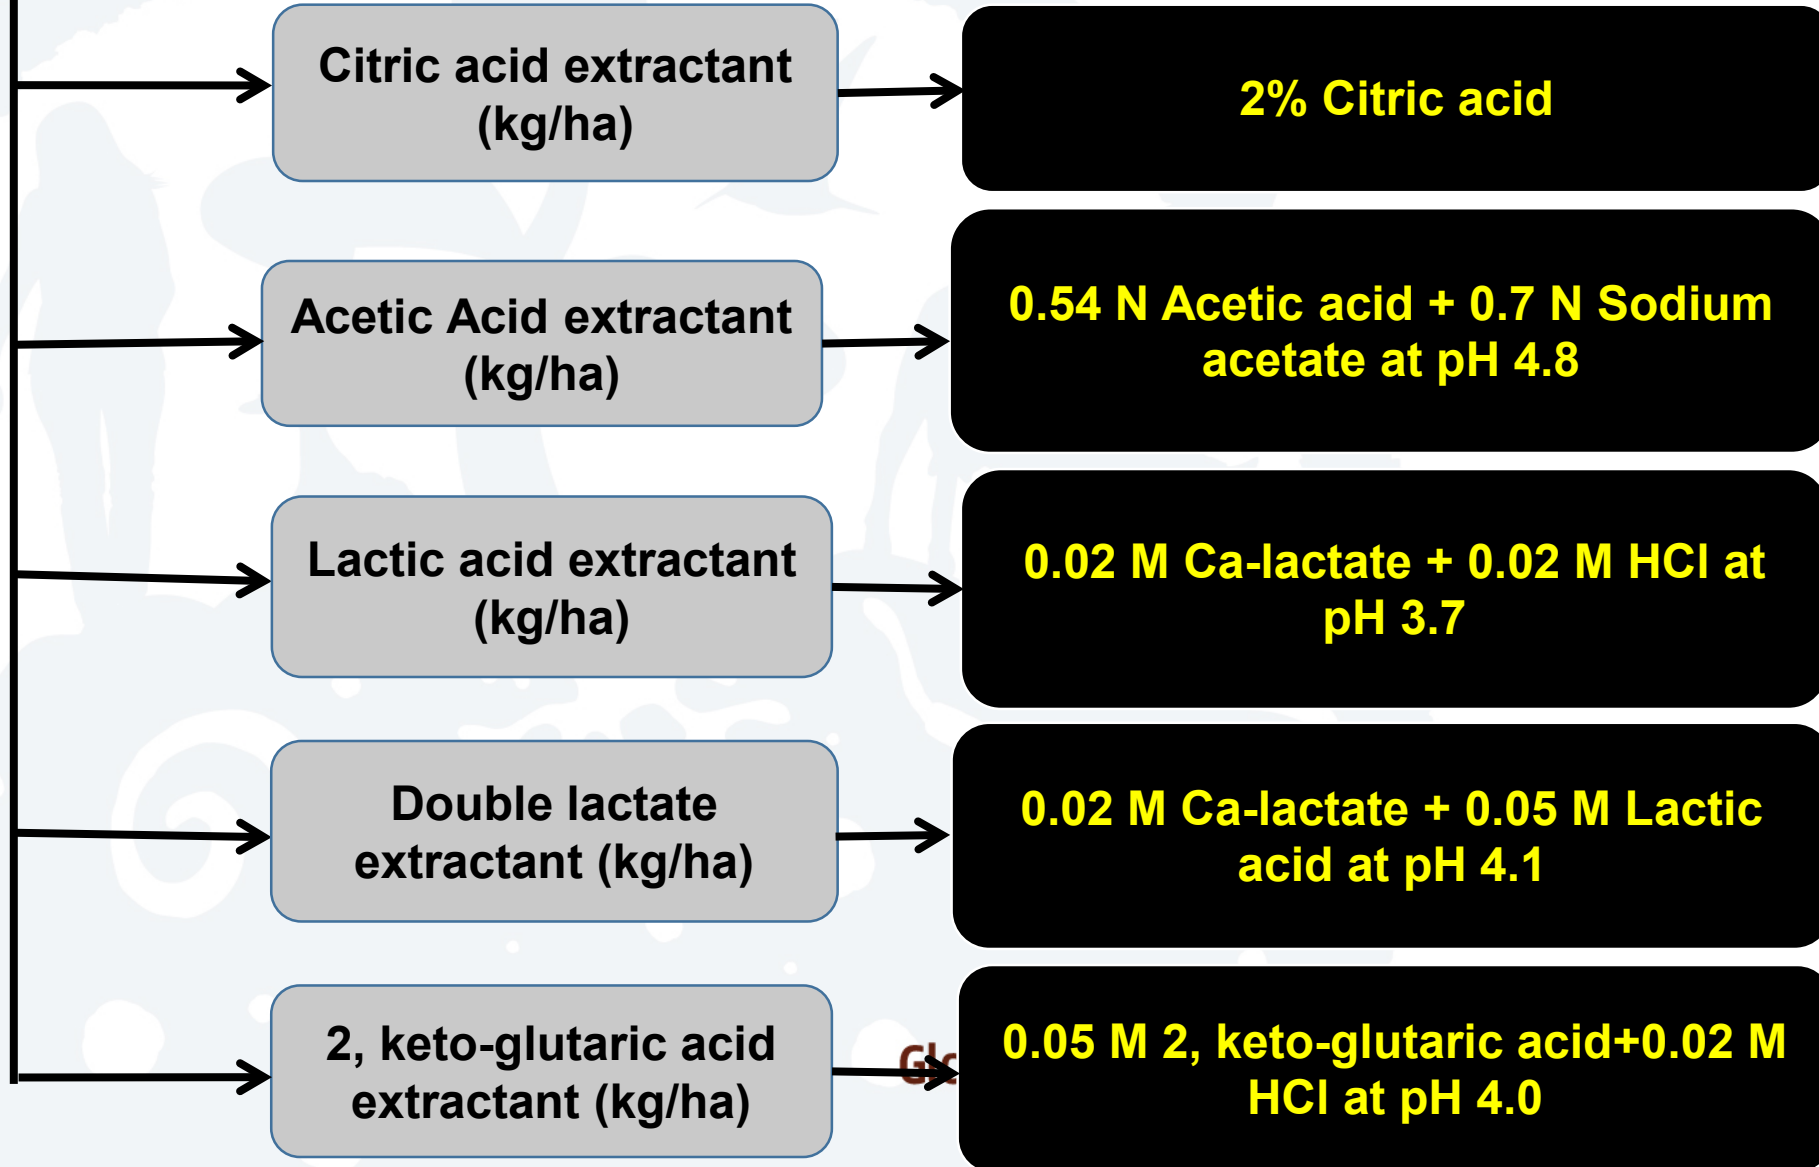 Citric acid extractant
(kg/ha)
2% Citric acid
Acetic Acid extractant
(kg/ha)
0.54 N Acetic acid + 0.7 N Sodium
acetate at pH 4.8
Lactic acid extractant
(kg/ha)
0.02 M Ca-lactate + 0.02 M HCl at
pH 3.7
Double lactate
extractant (kg/ha)
0.02 M Ca-lactate + 0.05 M Lactic
acid at pH 4.1
2, keto-glutaric acid
extractant (kg/ha)
0.05 M 2, keto-glutaric acid+0.02 M
HCl at pH 4.0